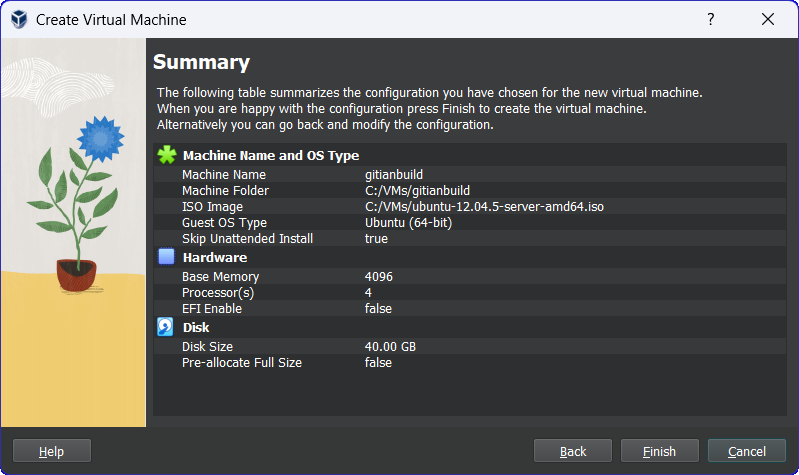 Create Virtual Machine
?
Summary
The following table summarizes the configuration you have chosen for the new virtual machine.
When you are happy with the configuration press Finish to create the virtual machine.
Alternatively you can go back and modify the configuration.
Machine Name and OS Type
Machine Name gitianbuild
Machine Folder C:/VMs/gitianbuild
ISO Image C:/VMs/ubuntu-12.04.5-server-amd64.iso
Guest OS Type Ubuntu (64-bit)
Skip Unattended Install true
Hardware
Base Memory 4096
Processor(s) 4
EFI Enable false
Disk
Disk Size 40.00 GB
Pre-allocate Full Size false
Help Back Finish Cancel